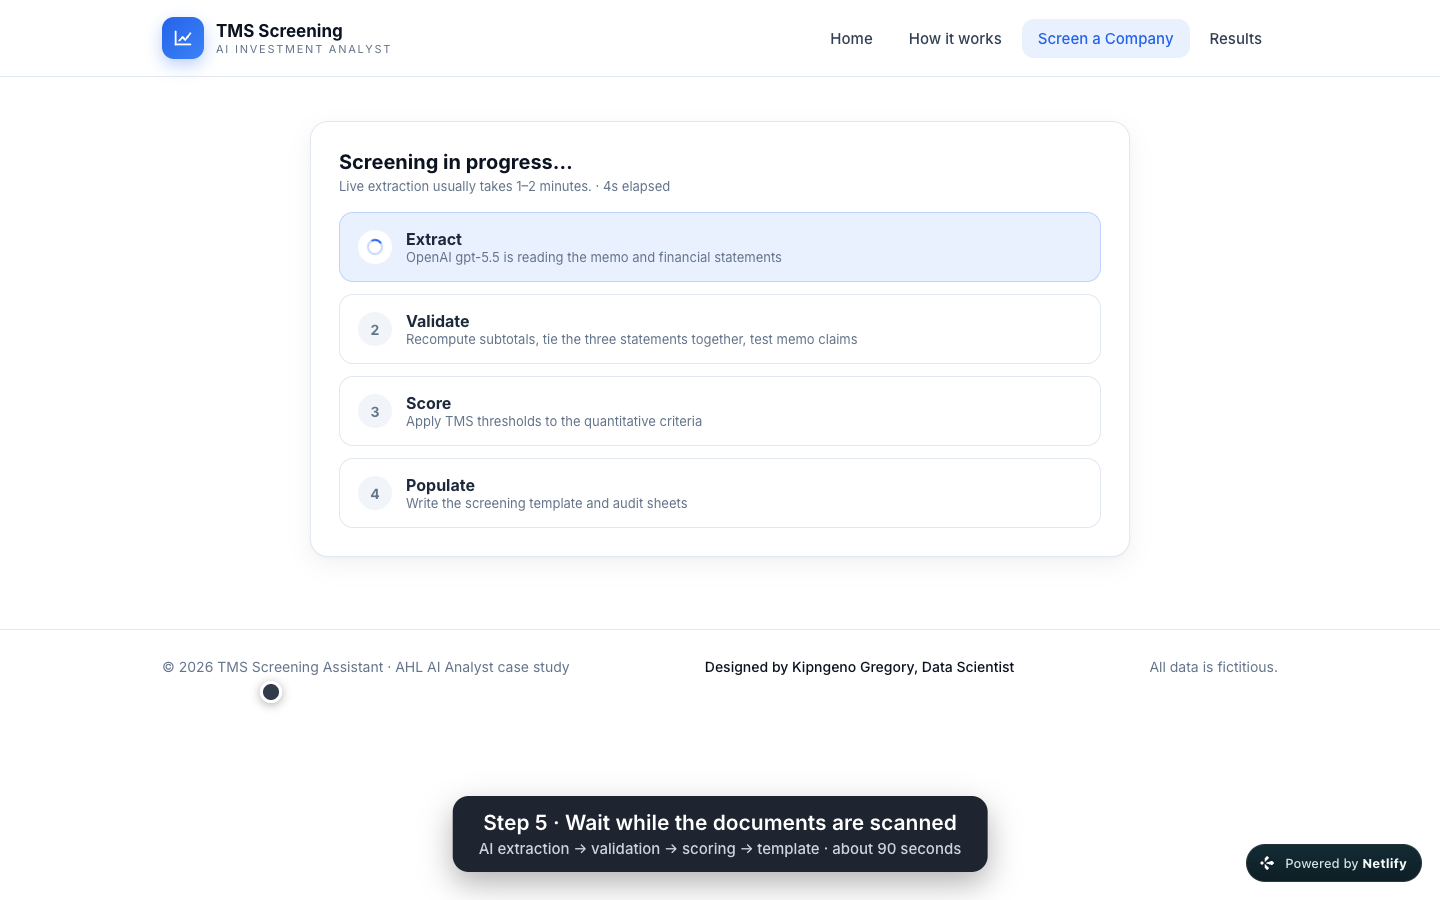 TMS Screening
AI INVESTMENT ANALYST
Home
How it works
Screen a Company
Results
Screening in progress...
Live extraction usually takes 1–2 minutes. · 4s elapsed
Extract
OpenAI gpt-5.5 is reading the memo and financial statements
2
Validate
Recompute subtotals, tie the three statements together, test memo claims
3
Score
Apply TMS thresholds to the quantitative criteria
4
Populate
Write the screening template and audit sheets
© 2026 TMS Screening Assistant · AHL AI Analyst case study
Designed by Kipngeno Gregory, Data Scientist
All data is fictitious.
Step 5 · Wait while the documents are scanned
AI extraction → validation → scoring → template · about 90 seconds
Powered by Netlify